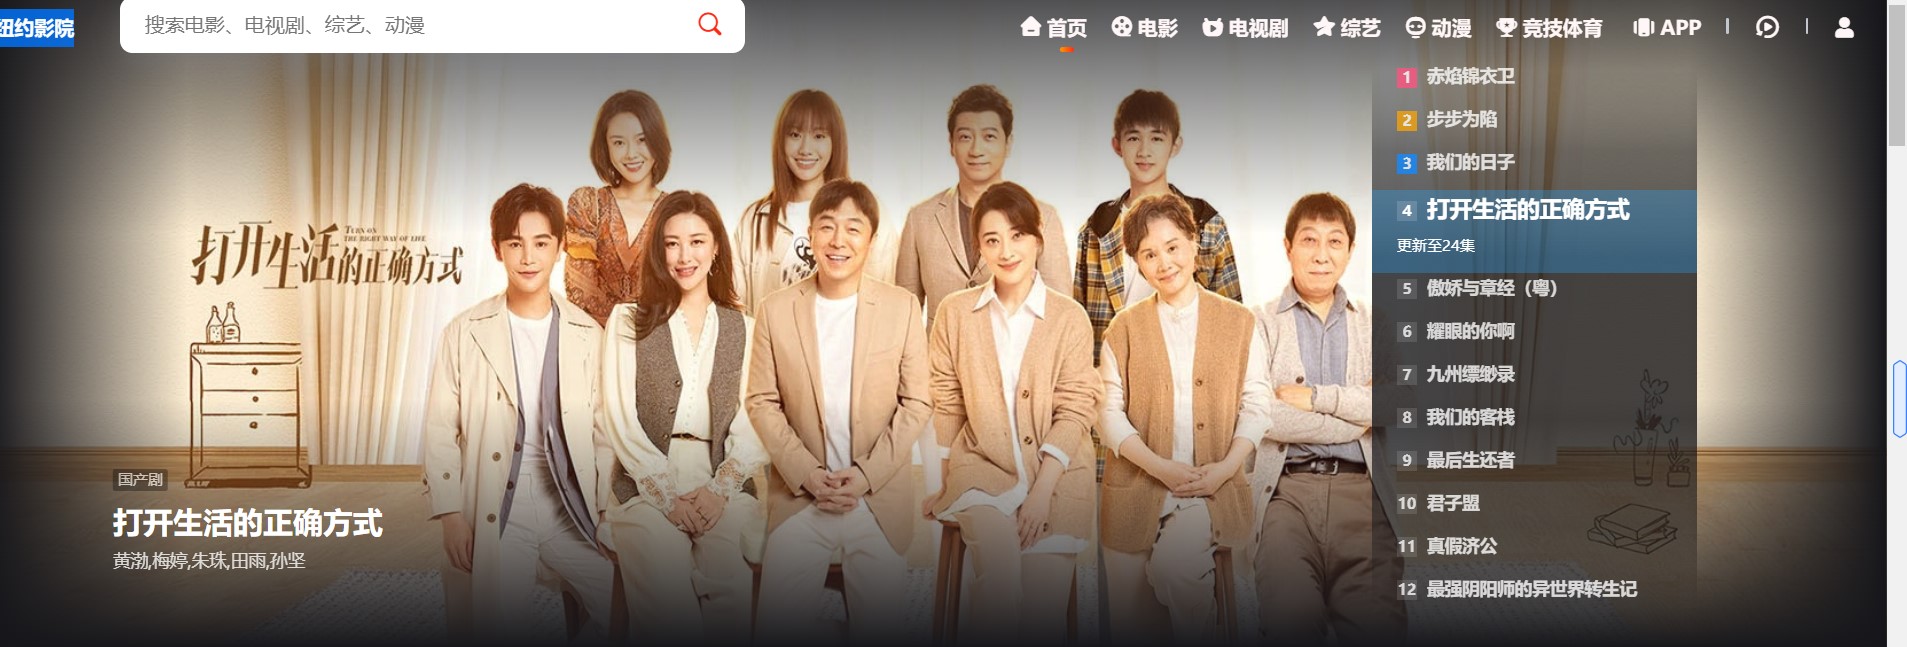 纽约影院
搜索电影、电视剧、综艺、动漫
首页 电影 电视剧 综艺 动漫 竞技体育 APP
1 赤焰锦衣卫
2 步步为陷
3 我们的日子
4 打开生活的正确方式
更新至24集
5 傲娇与章经（粤）
6 耀眼的你啊
7 九州缥缈录
8 我们的客栈
9 最后生还者
10 君子盟
11 真假济公
12 最强阴阳师的异世界转生记
打开生活的正确方式
TURN ON
THE RIGHT WAY OF LIFE
国产剧
打开生活的正确方式
黄渤,梅婷,朱珠,田雨,孙坚